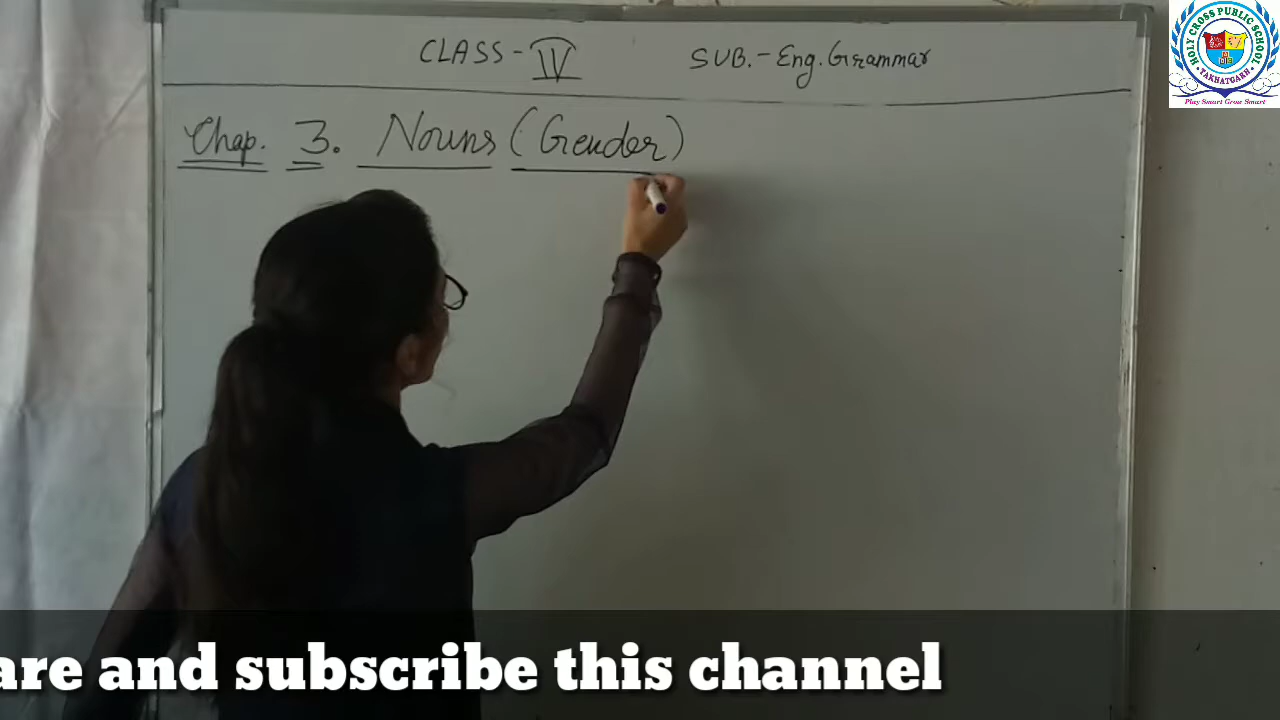 HOLY CROSS PUBLIC SCHOOL
• TAKHATGARH •
Play Smart Grow Smart
CLASS - IV SUB. - Eng. Grammar
Chap. 3. Nouns (Gender)
are and subscribe this channel